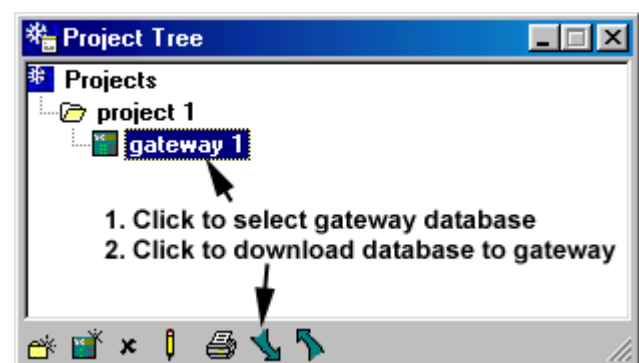 Project Tree
Projects
project 1
gateway 1
1. Click to select gateway database
2. Click to download database to gateway